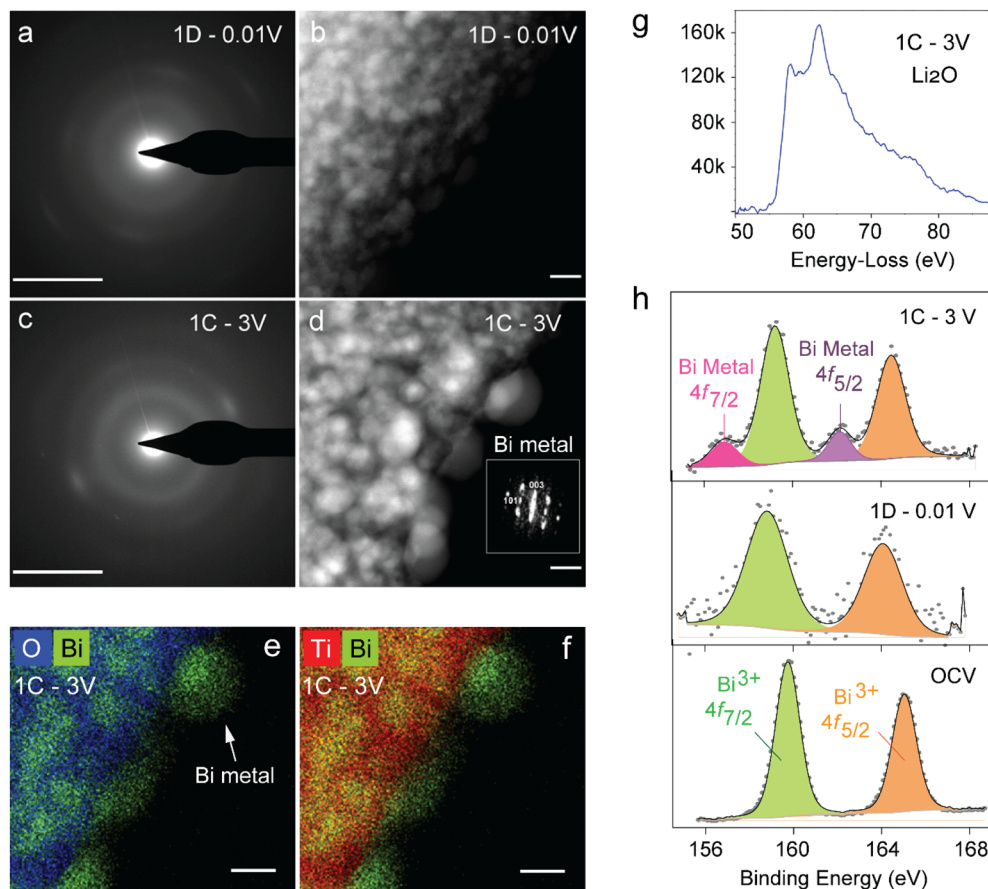 a
1D - 0.01V
b
1D - 0.01V
c
1C - 3V
d
1C - 3V
Bi metal
003
101
O Bi
e
1C - 3V
Bi metal
Ti Bi
f
1C - 3V
g
160k
120k
80k
40k
1C - 3V
Li2O
50 60 70 80
Energy-Loss (eV)
h
1C - 3 V
Bi Metal
4f7/2
Bi Metal
4f5/2
1D - 0.01 V
OCV
Bi3+
4f7/2
Bi3+
4f5/2
156 160 164 168
Binding Energy (eV)